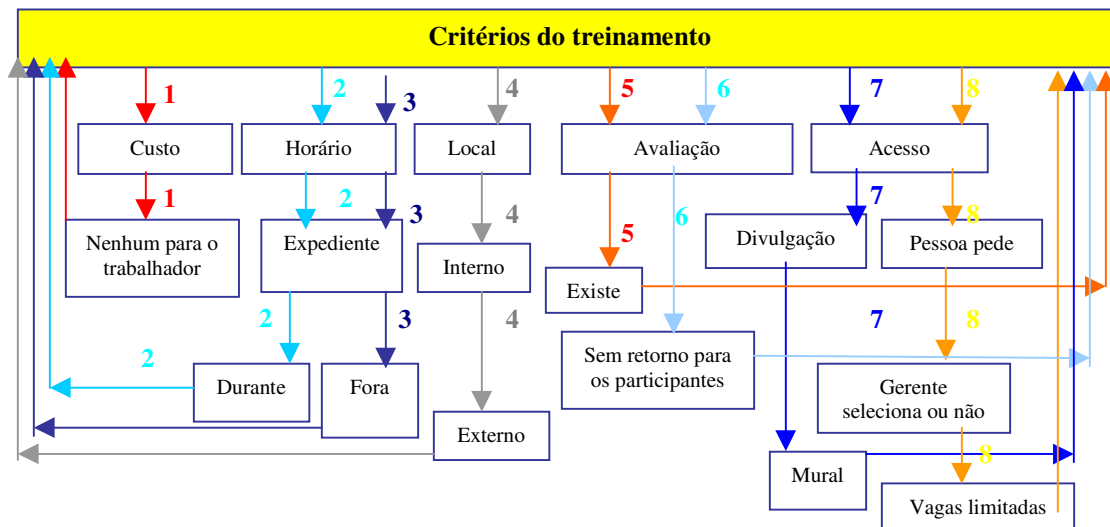 Critérios do treinamento
1
2
3
4
5
6
7
8
Custo
Horário
Local
Avaliação
Acesso
1
2
3
4
5
6
7
8
Nenhum para o
trabalhador
Expediente
Interno
Existe
Divulgação
Pessoa pede
2
3
4
7
8
2
Durante
Fora
Externo
Sem retorno para
os participantes
Gerente
seleciona ou não
8
Mural
Vagas limitadas